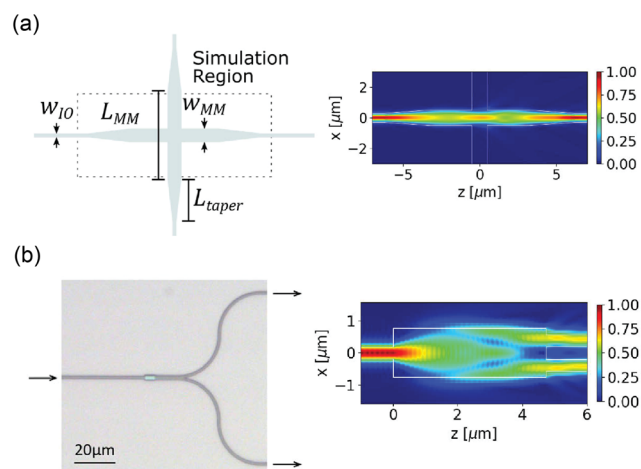 (a)
Simulation
Region
w_IO
L_MM
w_MM
L_taper
x [μm]
2
0
−2
−5
0
5
z [μm]
1.00
0.75
0.50
0.25
0.00
(b)
20μm
x [μm]
1
0
−1
0
2
4
6
z [μm]
1.00
0.75
0.50
0.25
0.00